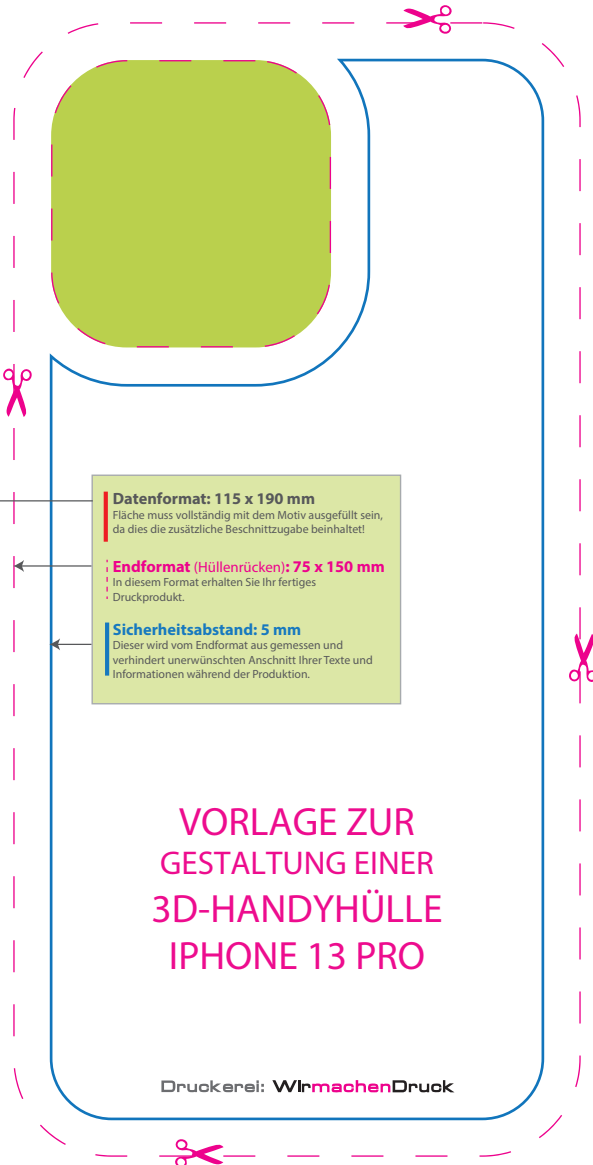 Datenformat: 115 x 190 mm
Fläche muss vollständig mit dem Motiv ausgefüllt sein,
da dies die zusätzliche Beschnittzugabe beinhaltet!
Endformat (Hüllenrücken): 75 x 150 mm
In diesem Format erhalten Sie Ihr fertiges
Druckprodukt.
Sicherheitsabstand: 5 mm
Dieser wird vom Endformat aus gemessen und
verhindert unerwünschten Anschnitt Ihrer Texte und
Informationen während der Produktion.
VORLAGE ZUR
GESTALTUNG EINER
3D-HANDYHÜLLE
IPHONE 13 PRO
Druckerei: WIrmachenDruck